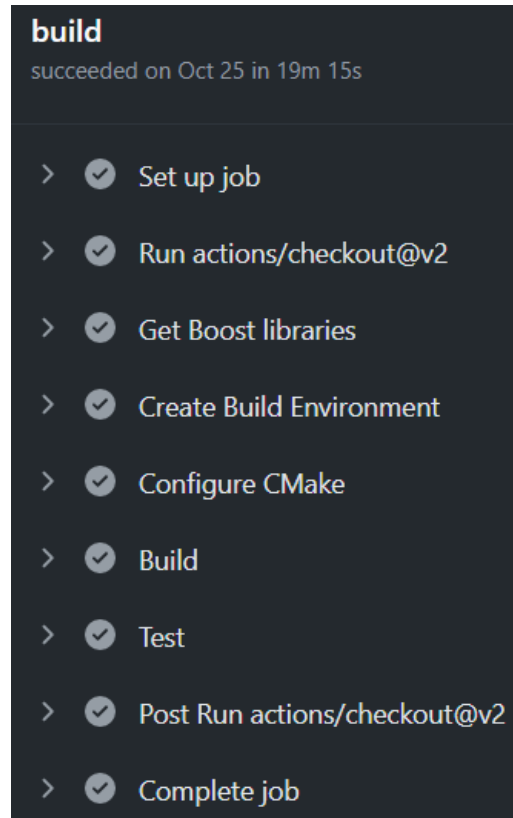 build
succeeded on Oct 25 in 19m 15s
Set up job
Run actions/checkout@v2
Get Boost libraries
Create Build Environment
Configure CMake
Build
Test
Post Run actions/checkout@v2
Complete job